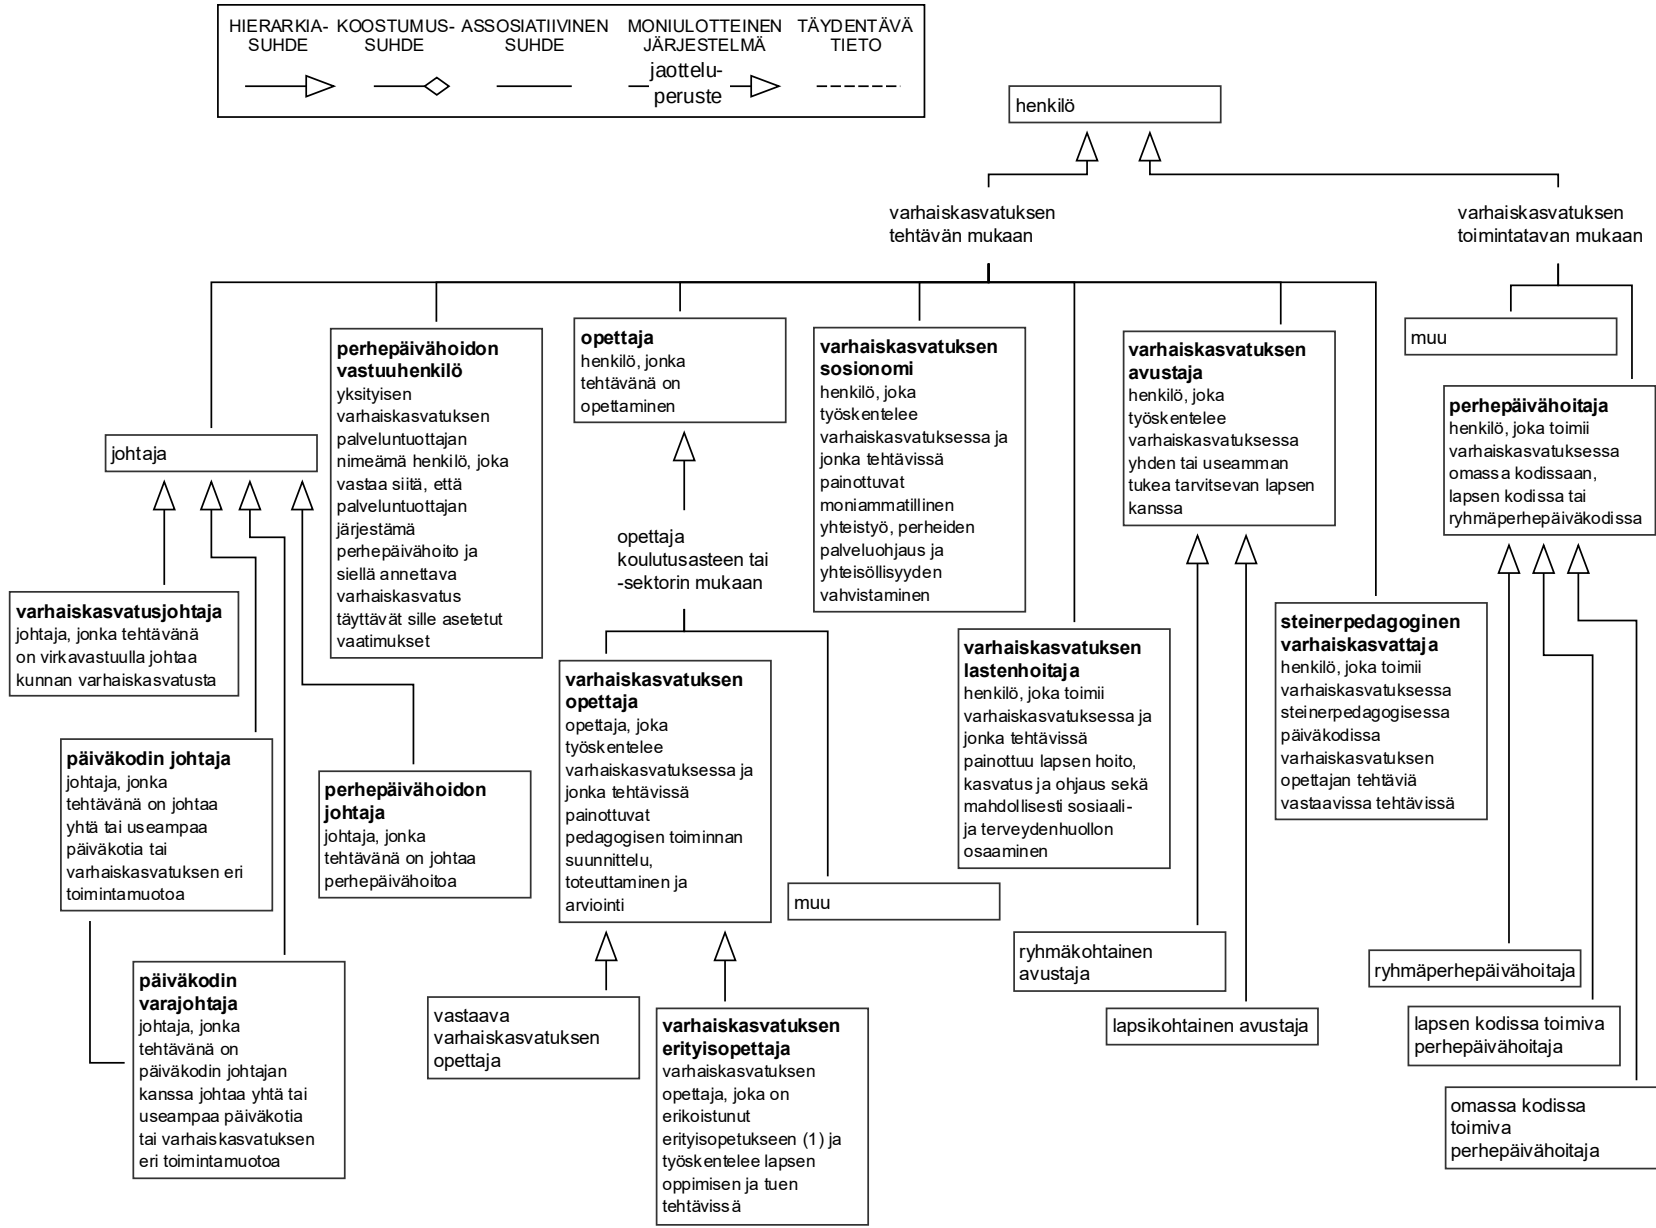 HIERARKIA-
SUHDE
KOOSTUMUS-
SUHDE
ASSOSIATIIVINEN
SUHDE
MONIULOTTEINEN
JÄRJESTELMÄ
TÄYDENTÄVÄ
TIETO
jaottelu-
peruste
henkilö
varhaiskasvatuksen
tehtävän mukaan
varhaiskasvatuksen
toimintatavan mukaan
johtaja
perhepäivähoidon
vastuuhenkilö
yksityisen
varhaiskasvatuksen
palveluntuottajan
nimeämä henkilö, joka
vastaa siitä, että
palveluntuottajan
järjestämä
perhepäivähoito ja
siellä annettava
varhaiskasvatus
täyttävät sille asetetut
vaatimukset
opettaja
henkilö, jonka
tehtävänä on
opettaminen
varhaiskasvatuksen
sosionomi
henkilö, joka
työskentelee
varhaiskasvatuksessa ja
jonka tehtävissä
painottuvat
moniammatillinen
yhteistyö, perheiden
palveluohjaus ja
yhteisöllisyyden
vahvistaminen
varhaiskasvatuksen
avustaja
henkilö, joka
työskentelee
varhaiskasvatuksessa
yhden tai useamman
tukea tarvitsevan lapsen
kanssa
muu
perhepäivähoitaja
henkilö, joka toimii
varhaiskasvatuksessa
omassa kodissaan,
lapsen kodissa tai
ryhmäperhepäiväkodissa
opettaja
koulutusasteen tai
-sektorin mukaan
varhaiskasvatusjohtaja
johtaja, jonka tehtävänä
on virkavastuulla johtaa
kunnan varhaiskasvatusta
päiväkodin johtaja
johtaja, jonka
tehtävänä on johtaa
yhtä tai useampaa
päiväkotia tai
varhaiskasvatuksen eri
toimintamuotoa
perhepäivähoidon
johtaja
johtaja, jonka
tehtävänä on johtaa
perhepäivähoitoa
varhaiskasvatuksen
opettaja
opettaja, joka
työskentelee
varhaiskasvatuksessa ja
jonka tehtävissä
painottuvat
pedagogisen toiminnan
suunnittelu,
toteuttaminen ja
arviointi
muu
varhaiskasvatuksen
lastenhoitaja
henkilö, joka toimii
varhaiskasvatuksessa ja
jonka tehtävissä
painottuu lapsen hoito,
kasvatus ja ohjaus sekä
mahdollisesti sosiaali-
ja terveydenhuollon
osaaminen
steinerpedagoginen
varhaiskasvattaja
henkilö, joka toimii
varhaiskasvatuksessa
steinerpedagogisessa
päiväkodissa
varhaiskasvatuksen
opettajan tehtäviä
vastaavissa tehtävissä
päiväkodin
varajohtaja
johtaja, jonka
tehtävänä on
päiväkodin johtajan
kanssa johtaa yhtä tai
useampaa päiväkotia
tai varhaiskasvatuksen
eri toimintamuotoa
vastaava
varhaiskasvatuksen
opettaja
varhaiskasvatuksen
erityisopettaja
varhaiskasvatuksen
opettaja, joka on
erikoistunut
erityisopetukseen (1) ja
työskentelee lapsen
oppimisen ja tuen
tehtävissä
ryhmäkohtainen
avustaja
lapsikohtainen avustaja
ryhmäperhepäivähoitaja
lapsen kodissa toimiva
perhepäivähoitaja
omassa kodissa
toimiva
perhepäivähoitaja